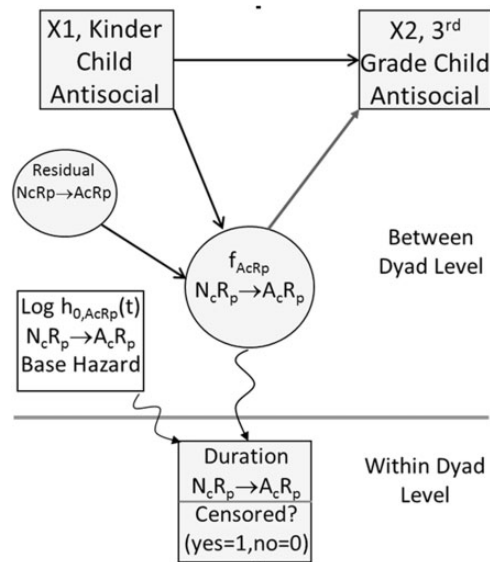 X1, Kinder
Child
Antisocial
X2, 3rd
Grade Child
Antisocial
Residual
NcRp→AcRp
fAcRp
NcRp→AcRp
Between
Dyad Level
Log h0,AcRp(t)
NcRp→AcRp
Base Hazard
Duration
NcRp→AcRp
Censored?
(yes=1,no=0)
Within Dyad
Level